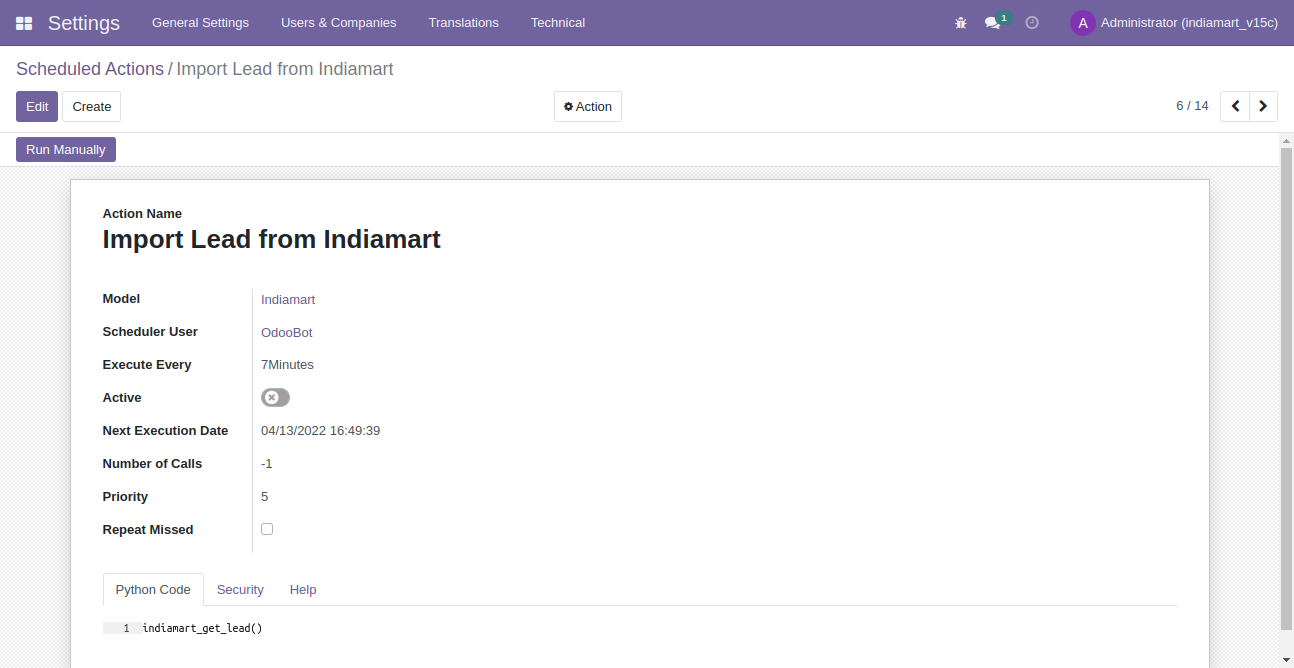 Settings General Settings Users & Companies Translations Technical 1 A Administrator (indiamart_v15c)
Scheduled Actions / Import Lead from Indiamart
Edit Create Action 6 / 14
Run Manually
Action Name
Import Lead from Indiamart
Model Indiamart
Scheduler User OdooBot
Execute Every 7Minutes
Active
Next Execution Date 04/13/2022 16:49:39
Number of Calls -1
Priority 5
Repeat Missed
Python Code Security Help
1 indiamart_get_lead()